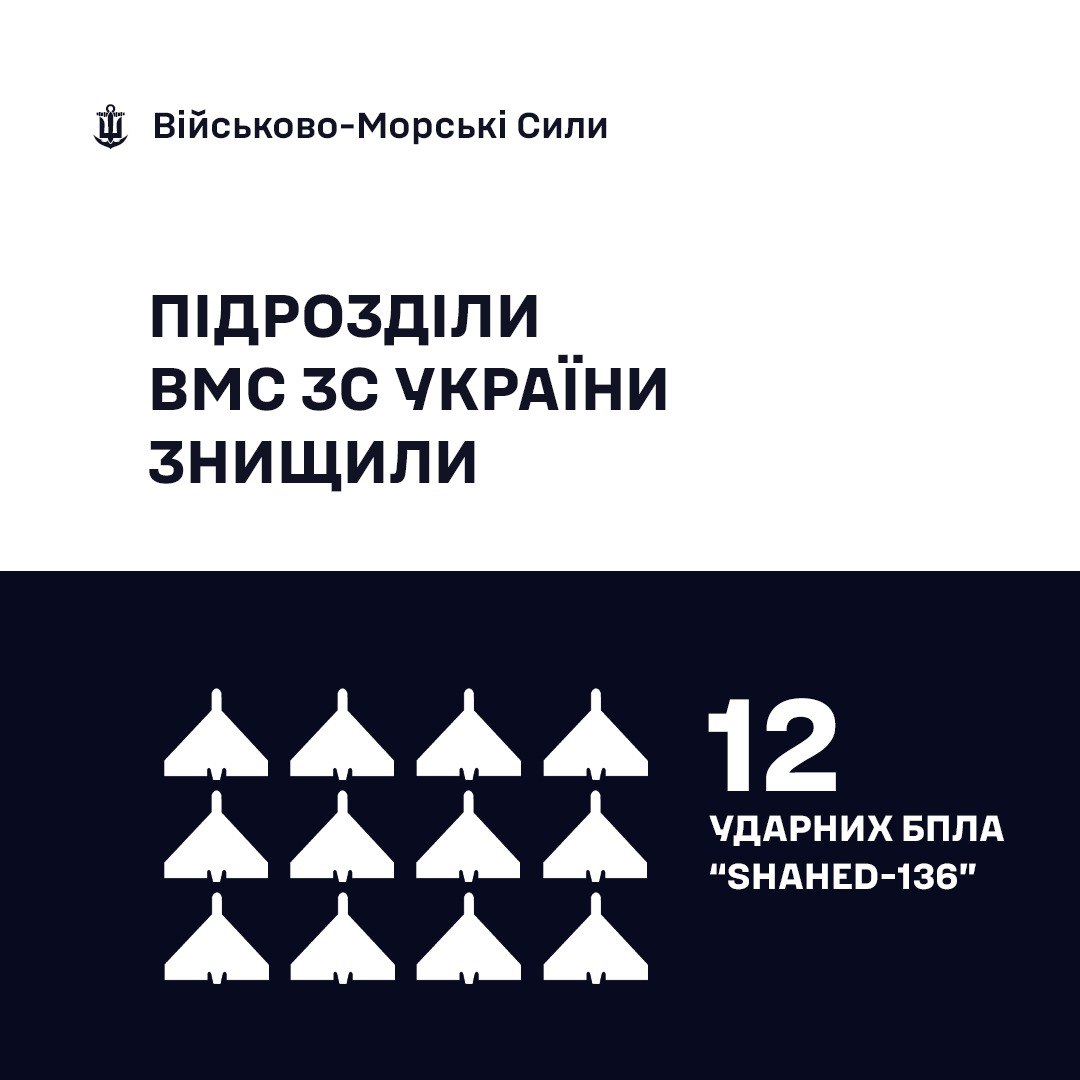 Військово-Морські Сили
ПІДРОЗДІЛИ
ВМС ЗС УКРАЇНИ
ЗНИЩИЛИ
12
УДАРНИХ БПЛА
“SHAHED-136”